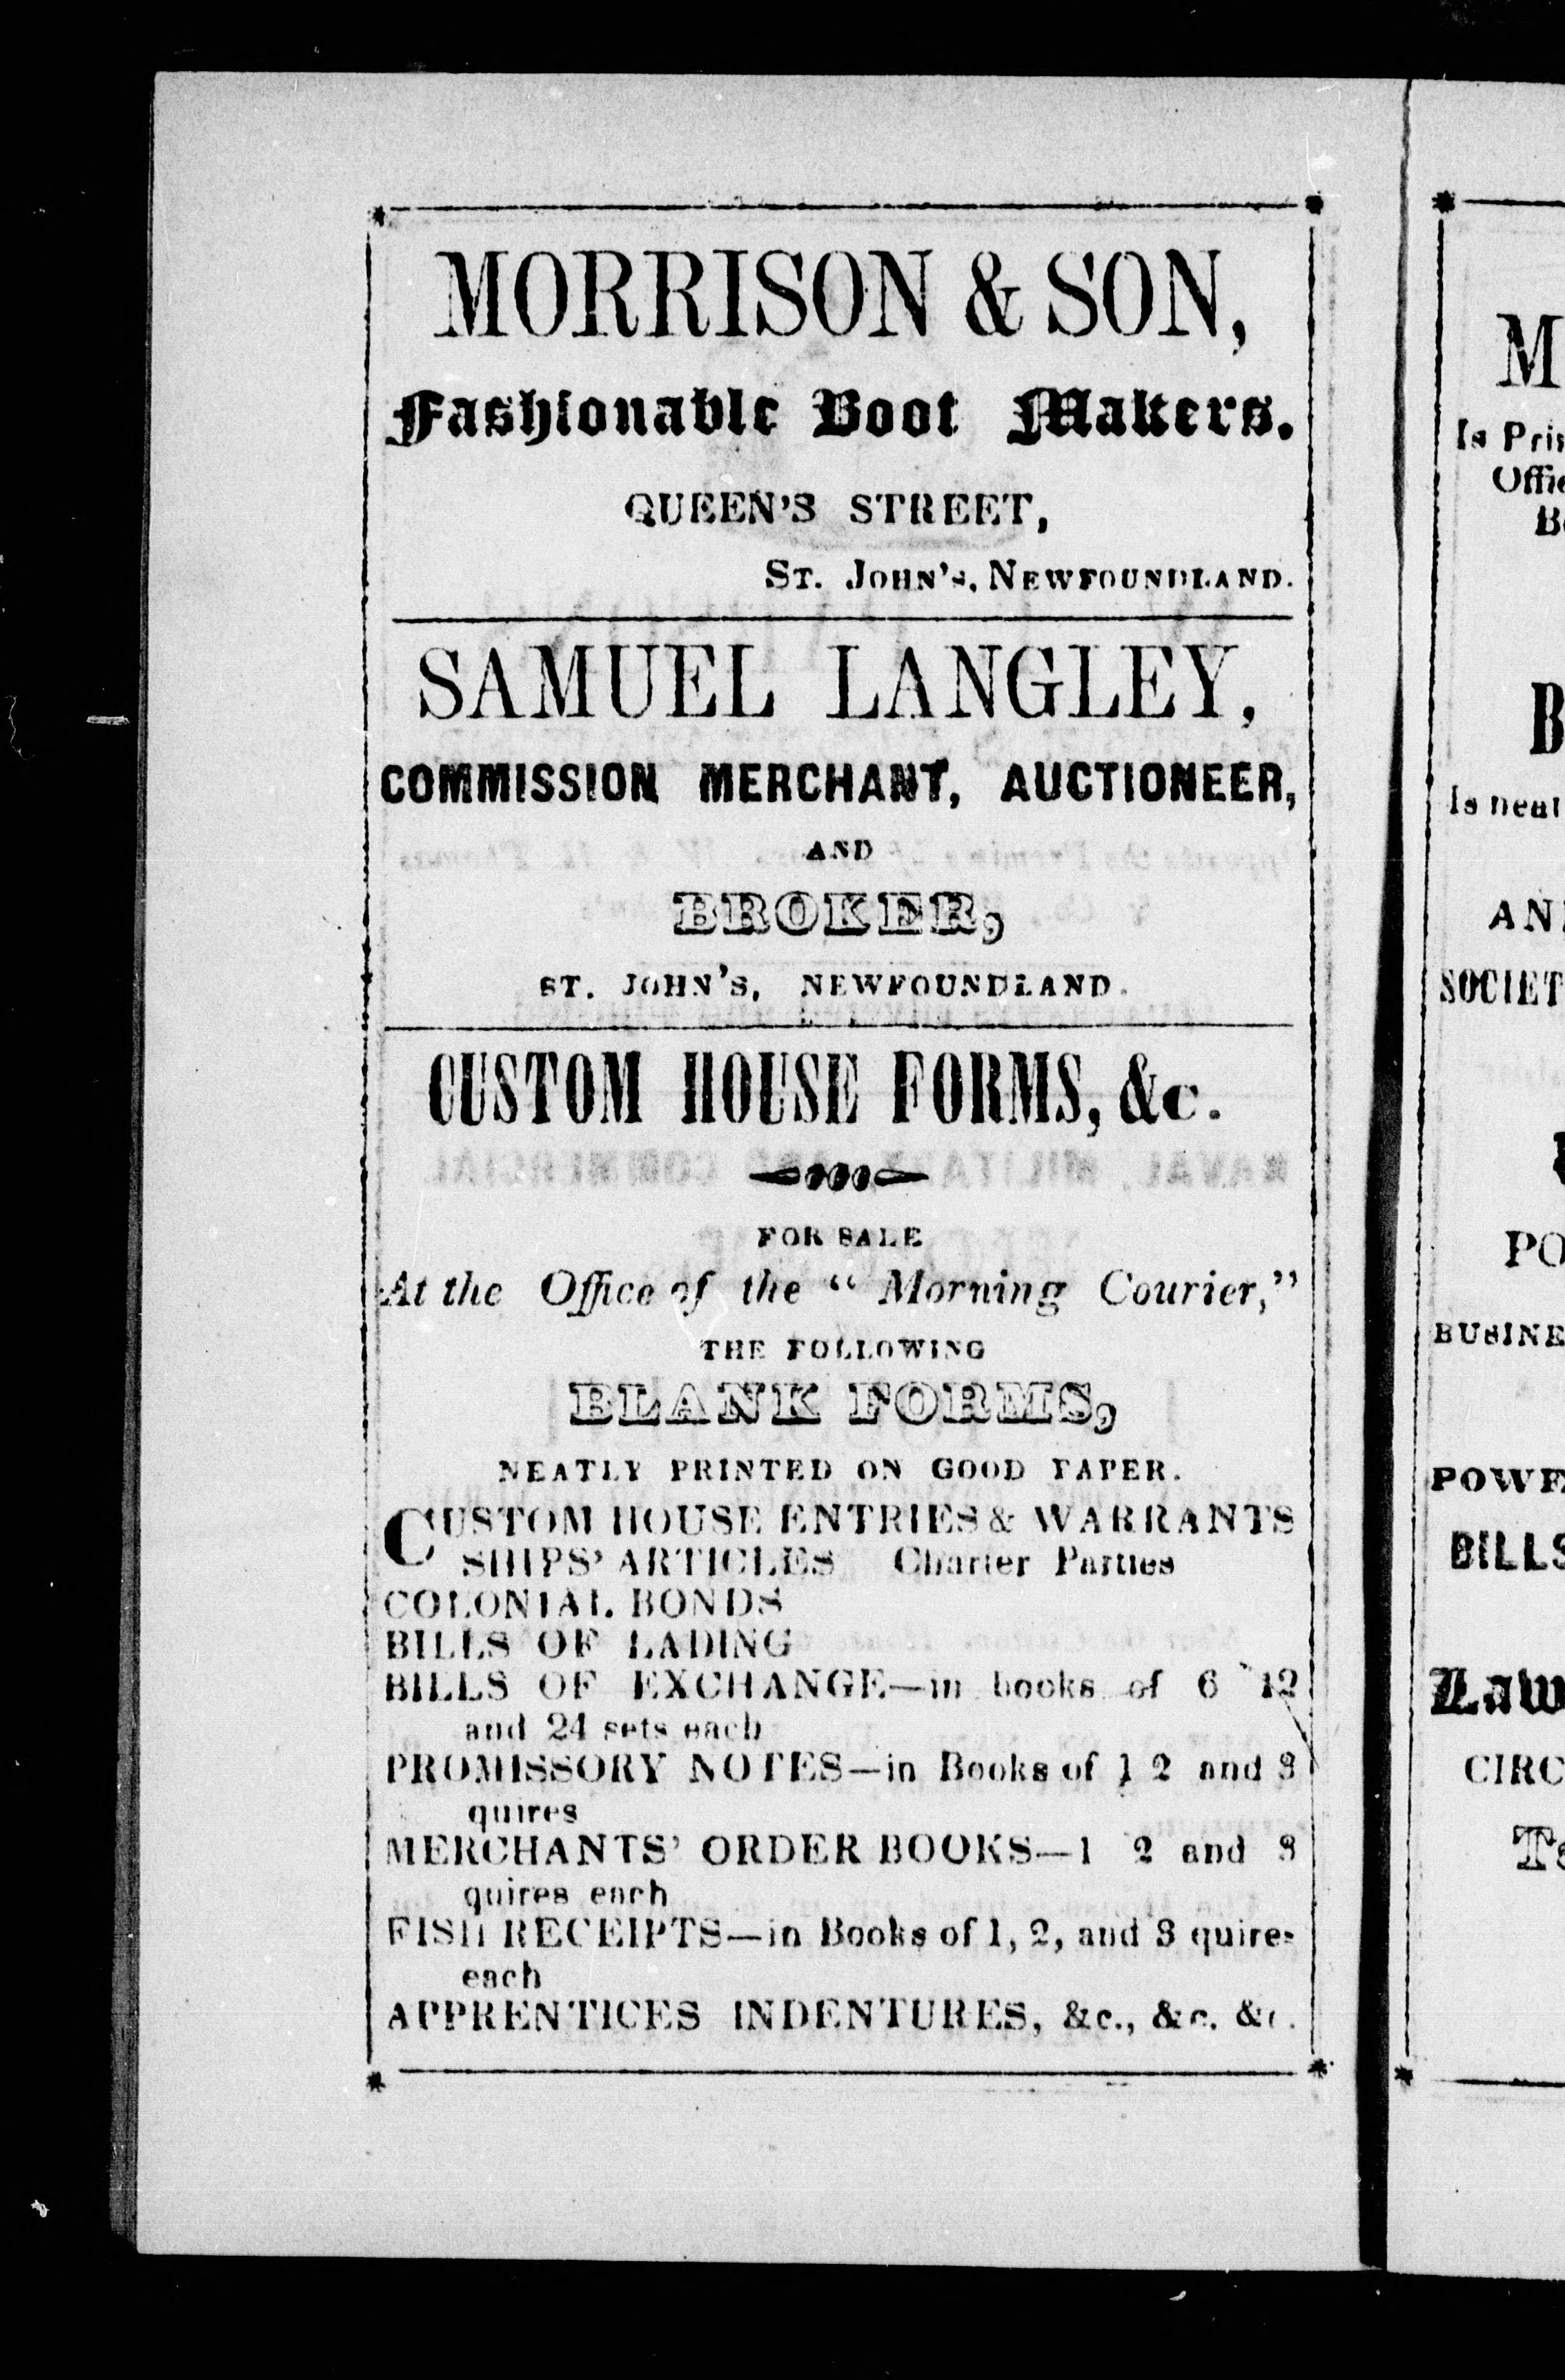 MORRISON & SON,
Fashionable Boot Makers.
QUEEN'S STREET,
ST. JOHN'S, NEWFOUNDLAND.
SAMUEL LANGLEY,
COMMISSION MERCHANT, AUCTIONEER,
AND
BROKER,
ST. JOHN'S, NEWFOUNDLAND.
CUSTOM HOUSE FORMS, &c.
FOR SALE
At the Office of the "Morning Courier,"
THE FOLLOWING
BLANK FORMS,
NEATLY PRINTED ON GOOD PAPER.
CUSTOM HOUSE ENTRIES & WARRANTS
SHIPS' ARTICLES Charter Parties
COLONIAL BONDS
BILLS OF LADING
BILLS OF EXCHANGE—in books of 6 12
and 24 sets each
PROMISSORY NOTES—in Books of 1 2 and 3
quires
MERCHANTS' ORDER BOOKS—1 2 and 3
quires each
FISH RECEIPTS—in Books of 1, 2, and 3 quires
each
APPRENTICES INDENTURES, &c., &c. &c.
M
Is Prin
Offic
B
Is neat
AN
SOCIET
PO
BUSINE
POWE
BILLS
Law
CIRC